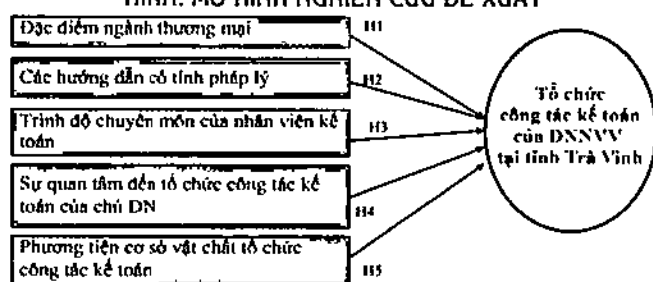 HÌNH: MÔ HÌNH NGHIÊN CỨU ĐỀ XUẤT
Đặc điểm ngành thương mại
H1
Các hướng dẫn có tính pháp lý
H2
Trình độ chuyên môn của nhân viên kế
toán
H3
Sự quan tâm đến tổ chức công tác kế
toán của chủ DN
H4
Phương tiện cơ sở vật chất tổ chức
công tác kế toán
H5
Tổ chức
công tác kế toán
của DNNVV
tại tỉnh Trà Vinh